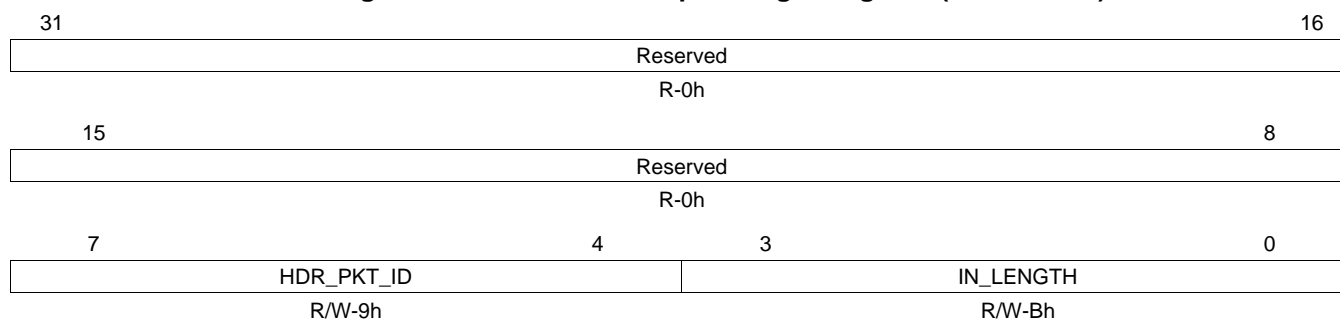 31 16
Reserved
R-0h
15 8
Reserved
R-0h
7 4 3 0
HDR_PKT_ID IN_LENGTH
R/W-9h R/W-Bh